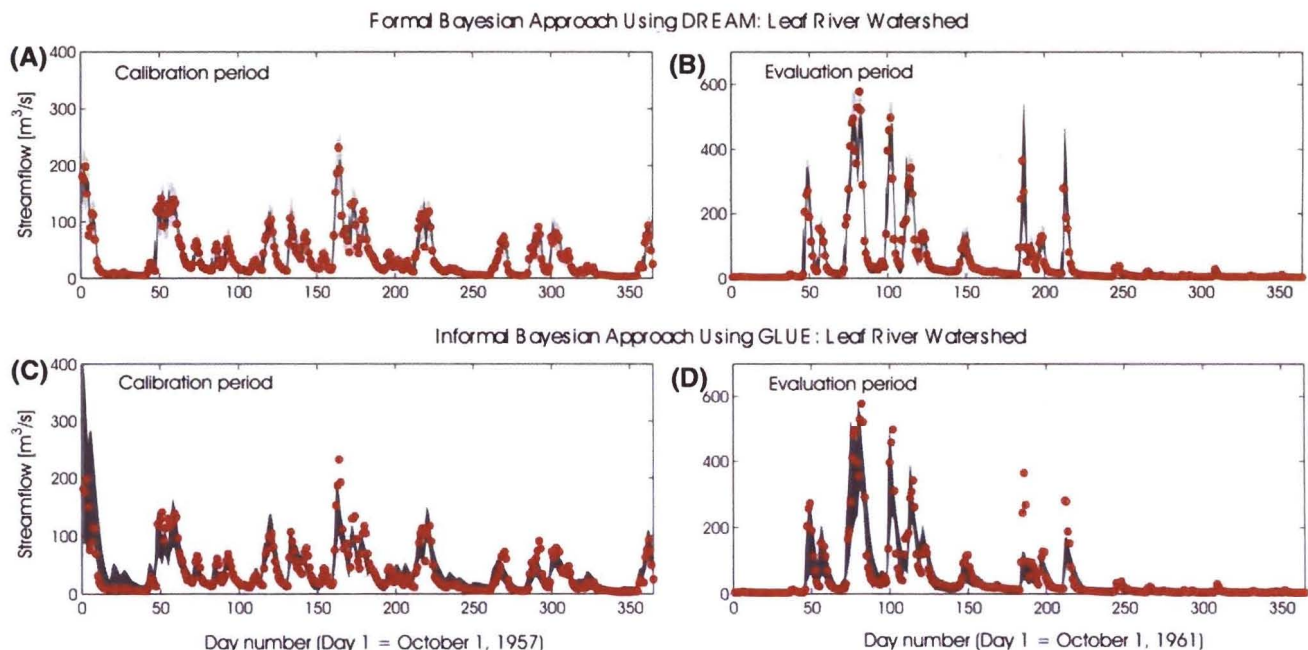 Formal Bayesian Approach Using DREAM: Leaf River Watershed
(A)
Calibration period
Streamflow [m³/s]
400
300
200
100
0
0 50 100 150 200 250 300 350
(B)
Evaluation period
600
400
200
0
0 50 100 150 200 250 300 350
Informal Bayesian Approach Using GLUE: Leaf River Watershed
(C)
Calibration period
Streamflow [m³/s]
400
300
200
100
0
0 50 100 150 200 250 300 350
Day number (Day 1 = October 1, 1957)
(D)
Evaluation period
600
400
200
0
0 50 100 150 200 250 300 350
Day number (Day 1 = October 1, 1961)